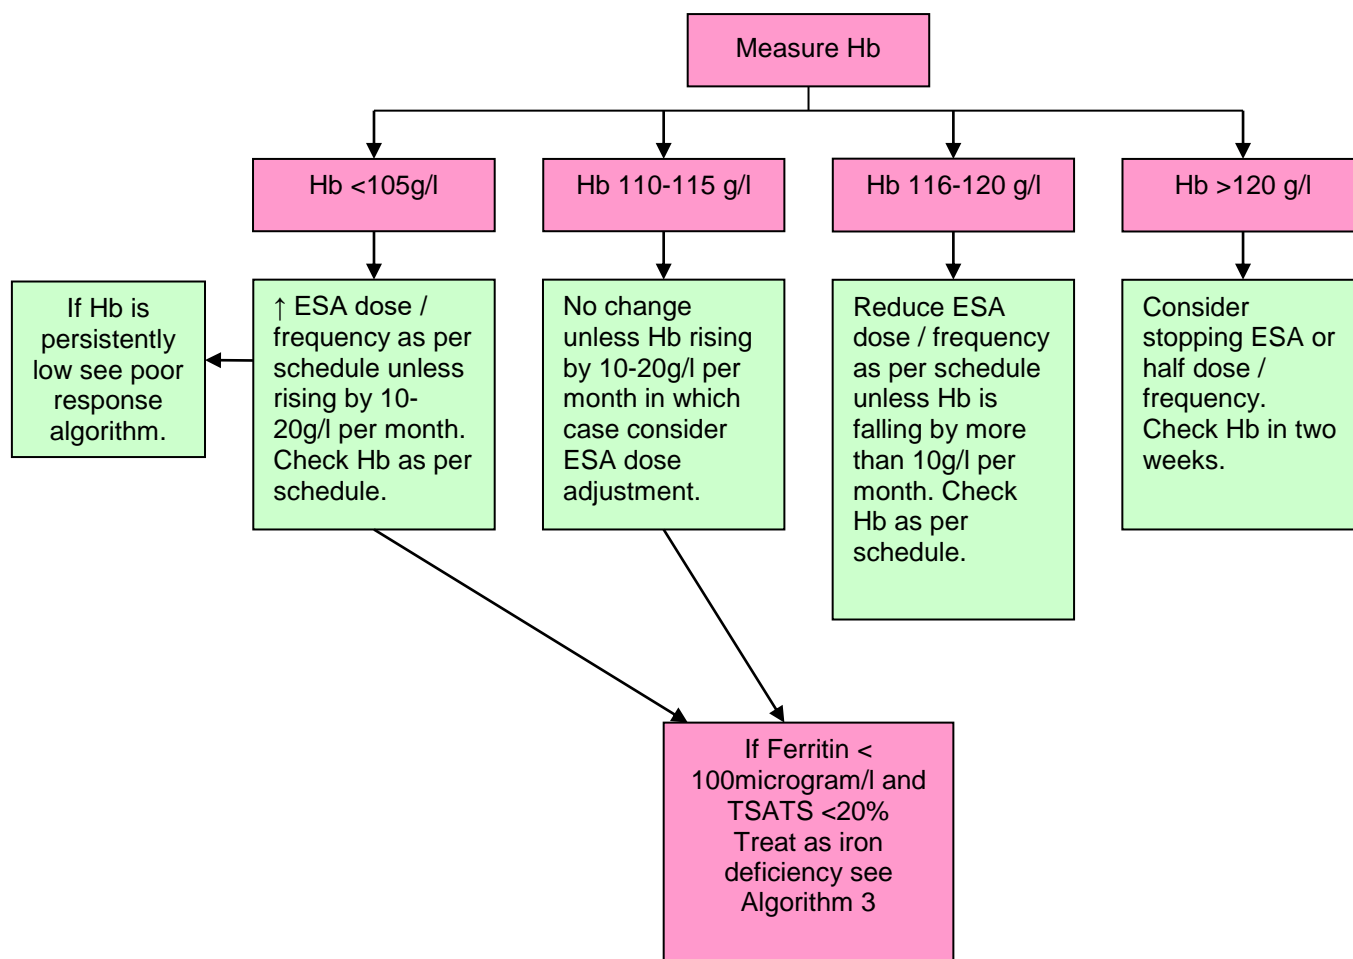 Measure Hb
Hb <105g/l
Hb 110-115 g/l
Hb 116-120 g/l
Hb >120 g/l
If Hb is
persistently
low see poor
response
algorithm.
↑ ESA dose /
frequency as per
schedule unless
rising by 10-
20g/l per month.
Check Hb as per
schedule.
No change
unless Hb rising
by 10-20g/l per
month in which
case consider
ESA dose
adjustment.
Reduce ESA
dose / frequency
as per schedule
unless Hb is
falling by more
than 10g/l per
month. Check
Hb as per
schedule.
Consider
stopping ESA or
half dose /
frequency.
Check Hb in two
weeks.
If Ferritin <
100microgram/l and
TSATS <20%
Treat as iron
deficiency see
Algorithm 3